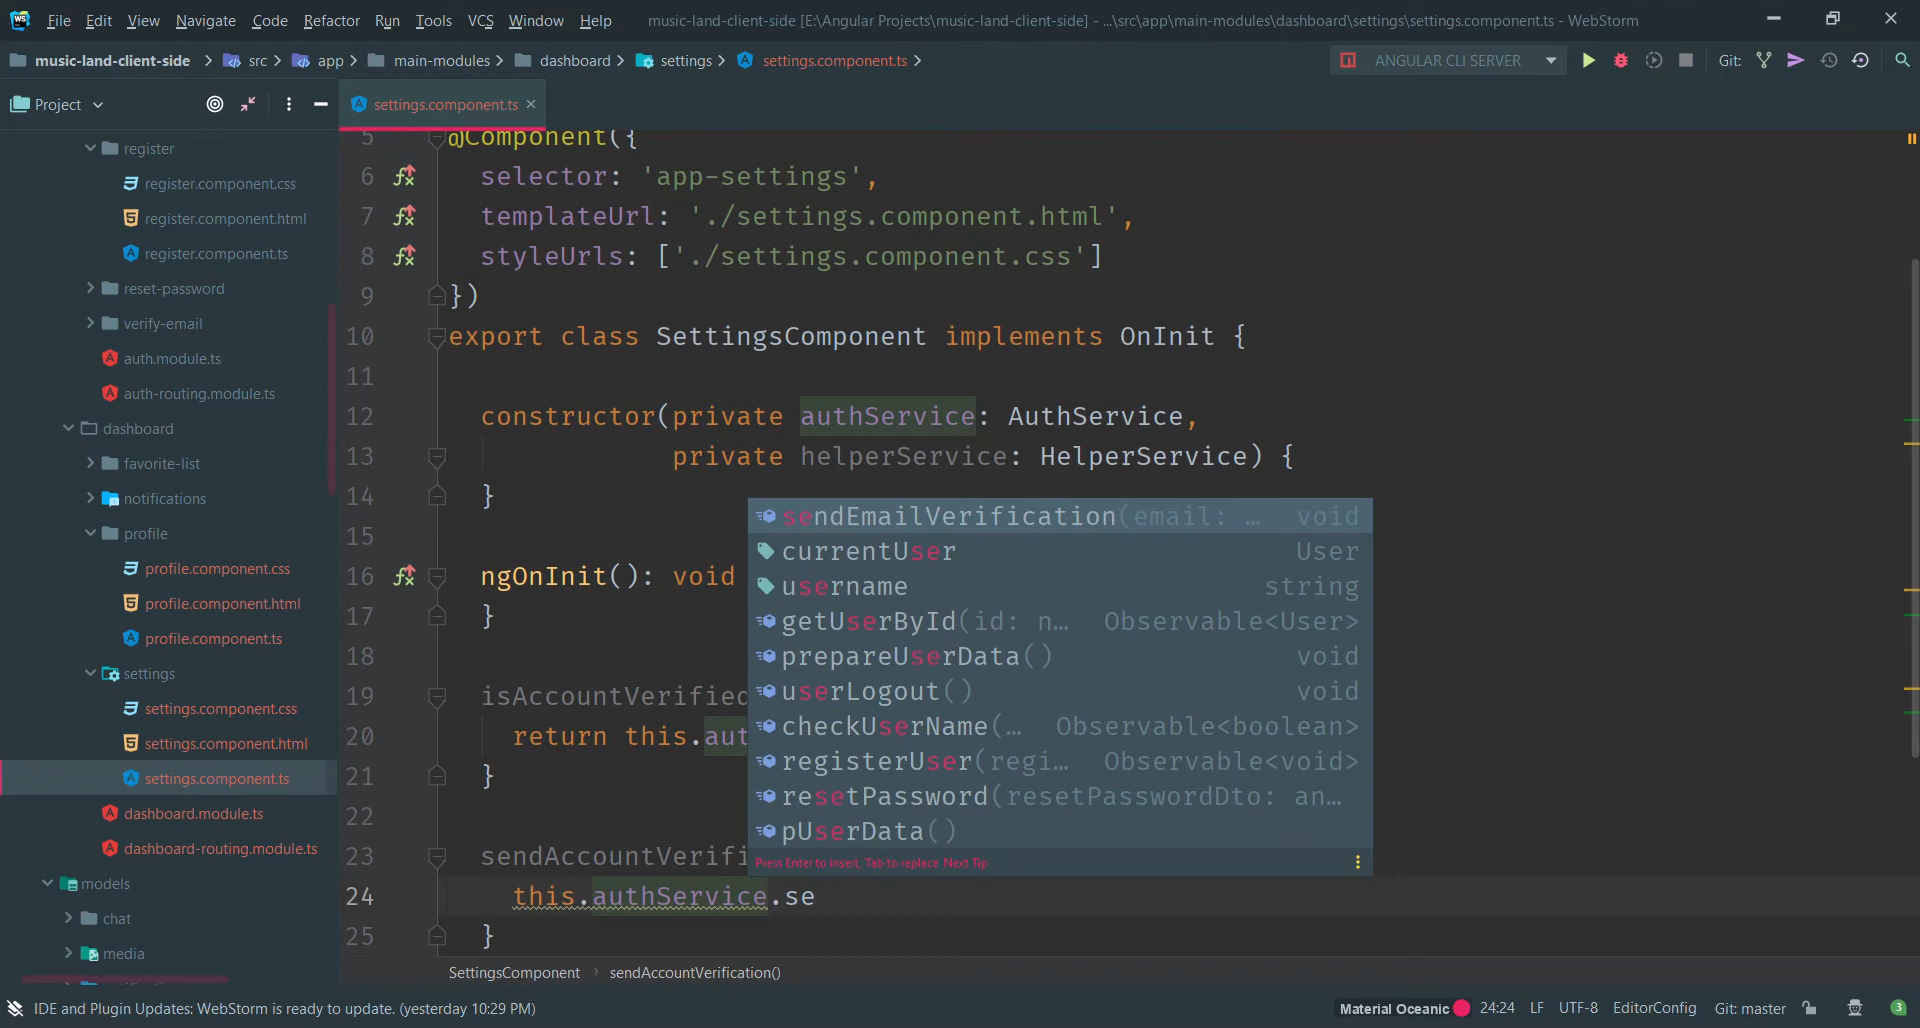 WS File Edit View Navigate Code Refactor Run Tools VCS Window Help music-land-client-side [E:\Angular Projects\music-land-client-side] - ...\src\app\main-modules\dashboard\settings\settings.component.ts - WebStorm
music-land-client-side src app main-modules dashboard settings settings.component.ts ANGULAR CLI SERVER Git:
Project
settings.component.ts
register
register.component.css
register.component.html
register.component.ts
reset-password
verify-email
auth.module.ts
auth-routing.module.ts
dashboard
favorite-list
notifications
profile
profile.component.css
profile.component.html
profile.component.ts
settings
settings.component.css
settings.component.html
settings.component.ts
dashboard.module.ts
dashboard-routing.module.ts
models
chat
media
5 @Component({
6 selector: 'app-settings',
7 templateUrl: './settings.component.html',
8 styleUrls: ['./settings.component.css']
9 })
10 export class SettingsComponent implements OnInit {
11
12 constructor(private authService: AuthService,
13 private helperService: HelperService) {
14 }
15
16 ngOnInit(): void
17 }
18
19 isAccountVerified
20 return this.aut
21 }
22
23 sendAccountVerifi
24 this.authService.se
25 }
sendEmailVerification(email: … void
currentUser User
username string
getUserById(id: n… Observable<User>
prepareUserData() void
userLogout() void
checkUserName(… Observable<boolean>
registerUser(regi… Observable<void>
resetPassword(resetPasswordDto: an…
pUserData()
Press Enter to insert, Tab to replace Next Tip
SettingsComponent sendAccountVerification()
IDE and Plugin Updates: WebStorm is ready to update. (yesterday 10:29 PM) Material Oceanic 24:24 LF UTF-8 EditorConfig Git: master 3